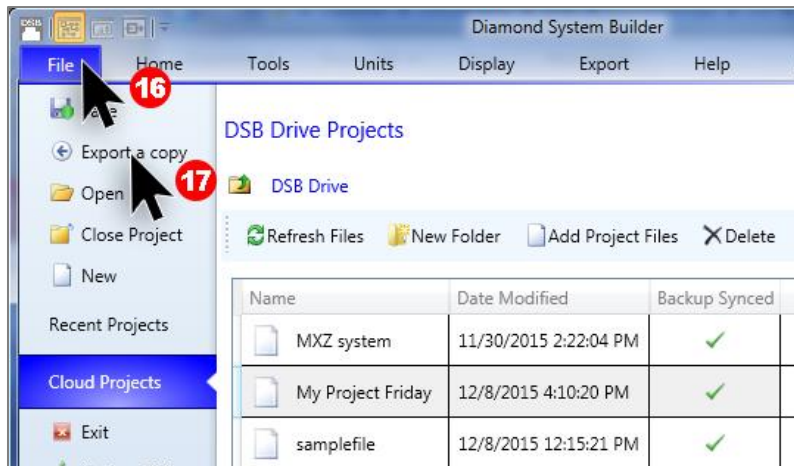 DSB
Diamond System Builder
File Home Tools Units Display Export Help
16
Export a copy
17
Open
Close Project
New
Recent Projects
Cloud Projects
Exit
DSB Drive Projects
DSB Drive
Refresh Files New Folder Add Project Files Delete
Name Date Modified Backup Synced
MXZ system 11/30/2015 2:22:04 PM
My Project Friday 12/8/2015 4:10:20 PM
samplefile 12/8/2015 12:15:21 PM